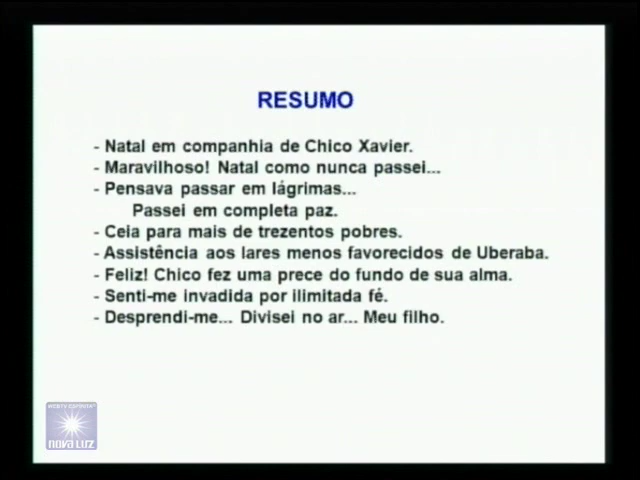 RESUMO
- Natal em companhia de Chico Xavier.
- Maravilhoso! Natal como nunca passei...
- Pensava passar em lágrimas...
Passei em completa paz.
- Ceia para mais de trezentos pobres.
- Assistência aos lares menos favorecidos de Uberaba.
- Feliz! Chico fez uma prece do fundo de sua alma.
- Senti-me invadida por ilimitada fé.
- Desprendi-me... Divisei no ar... Meu filho.
NOVA LUZ